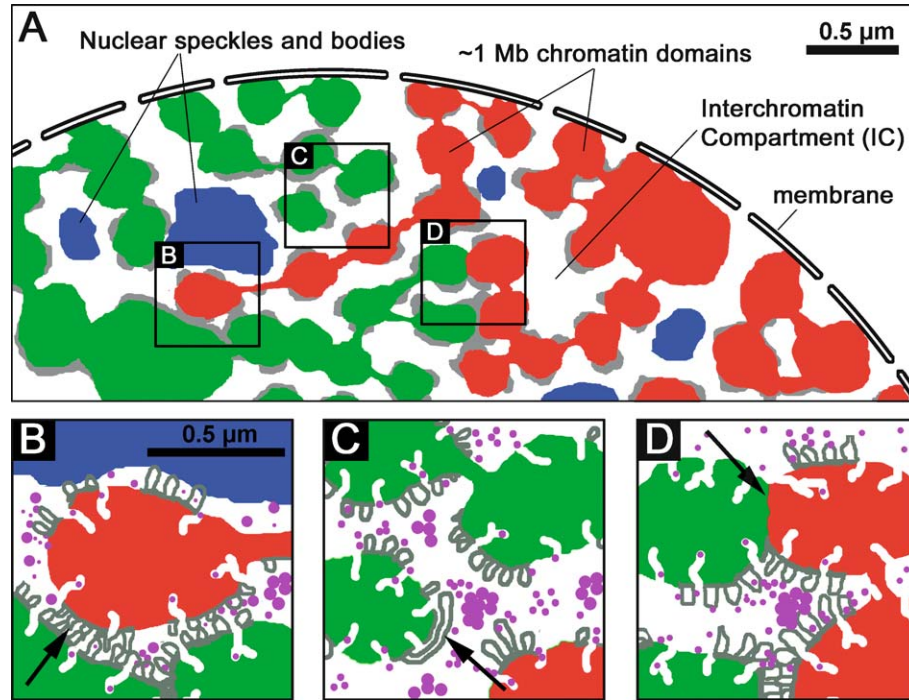 A
Nuclear speckles and bodies
~1 Mb chromatin domains
0.5 µm
Interchromatin
Compartment (IC)
membrane
C
B
D
B
0.5 µm
C
D